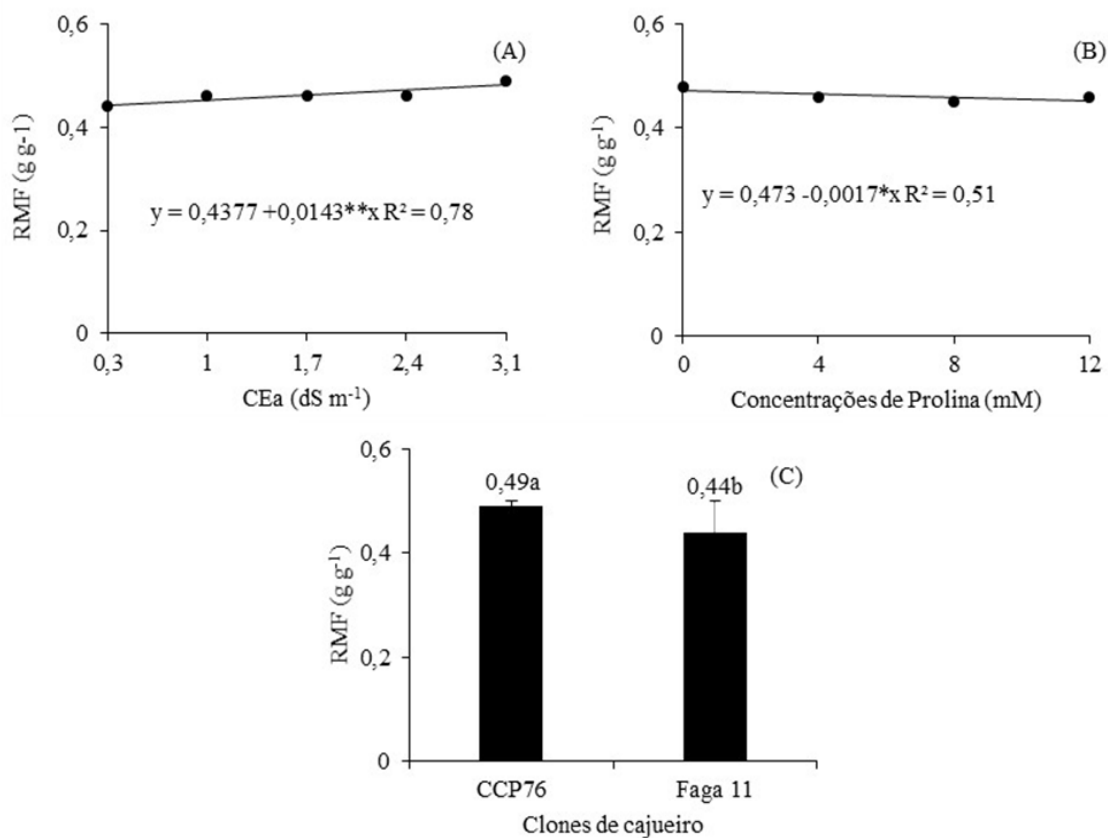 0,6
(A)
0,4
0,2
0
RMF (g g-1)
y = 0,4377 +0,0143**x R² = 0,78
0,3 1 1,7 2,4 3,1
CEa (dS m⁻¹)
0,6
(B)
0,4
0,2
0
RMF (g g⁻¹)
y = 0,473 -0,0017*x R² = 0,51
0 4 8 12
Concentrações de Prolina (mM)
0,6
(C)
0,49a 0,44b
0,4
0,2
0
RMF (g g⁻¹)
CCP76 Faga 11
Clones de cajueiro